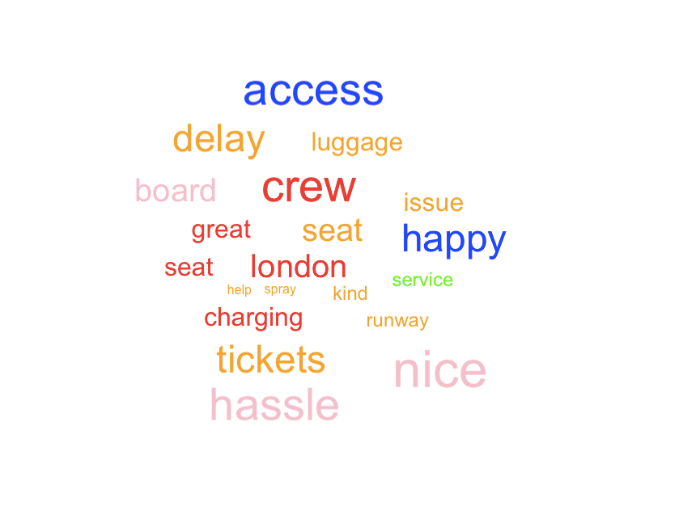 access
delay luggage
board crew issue
great seat happy
seat london service
help spray kind
charging runway
tickets nice
hassle